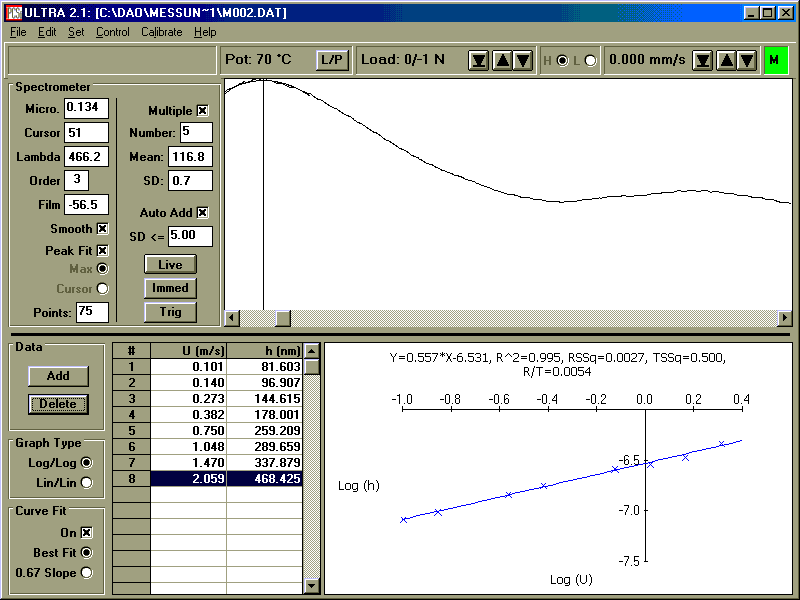 ULTRA 2.1: [C:\DAO\MESSUN~1\M002.DAT]
File Edit Set Control Calibrate Help
Pot: 70 °C L/P Load: 0/-1 N H L 0.000 mm/s M
Spectrometer
Micro. 0.134
Cursor 51
Lambda 466.2
Order 3
Film -56.5
Smooth
Peak Fit
Max
Cursor
Points: 75
Multiple
Number: 5
Mean: 116.8
SD: 0.7
Auto Add
SD <= 5.00
Live
Immed
Trig
Data
Add
Delete
Graph Type
Log/Log
Lin/Lin
Curve Fit
On
Best Fit
0.67 Slope
# U (m/s) h (nm)
1 0.101 81.603
2 0.140 96.907
3 0.273 144.615
4 0.382 178.001
5 0.750 259.209
6 1.048 289.659
7 1.470 337.879
8 2.059 468.425
Y=0.557*X-6.531, R^2=0.995, RSSq=0.0027, TSSq=0.500,
R/T=0.0054
-1.0 -0.8 -0.6 -0.4 -0.2 0.0 0.2 0.4
-6.5
Log (h)
-7.0
-7.5
Log (U)